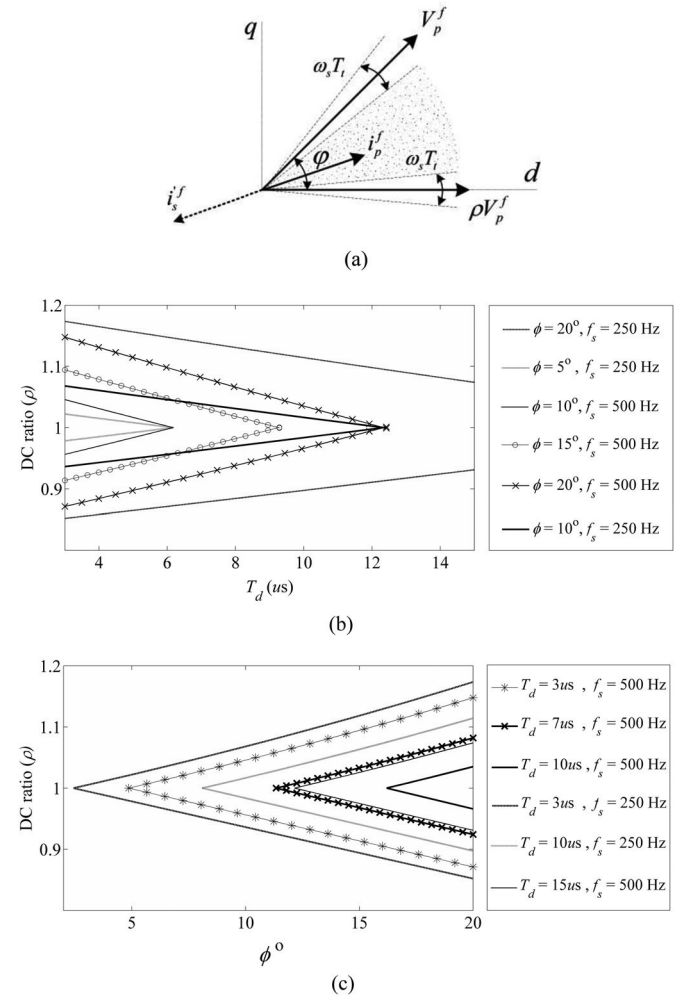 q
V_p^f
ω_sT_t
i_p^f
φ
ω_sT_t
d
i'_s^f
ρV_p^f
(a)
1.2
1.1
1
0.9
DC ratio (ρ)
4 6 8 10 12 14
T_d (us)
ϕ = 20°, f_s = 250 Hz
ϕ = 5° , f_s = 250 Hz
ϕ = 10°, f_s = 500 Hz
ϕ = 15°, f_s = 500 Hz
ϕ = 20°, f_s = 500 Hz
ϕ = 10°, f_s = 250 Hz
(b)
1.2
1.1
1
0.9
DC ratio (ρ)
5 10 15 20
ϕ°
T_d = 3us , f_s = 500 Hz
T_d = 7us , f_s = 500 Hz
T_d = 10us , f_s = 500 Hz
T_d = 3us , f_s = 250 Hz
T_d = 10us , f_s = 250 Hz
T_d = 15us , f_s = 500 Hz
(c)